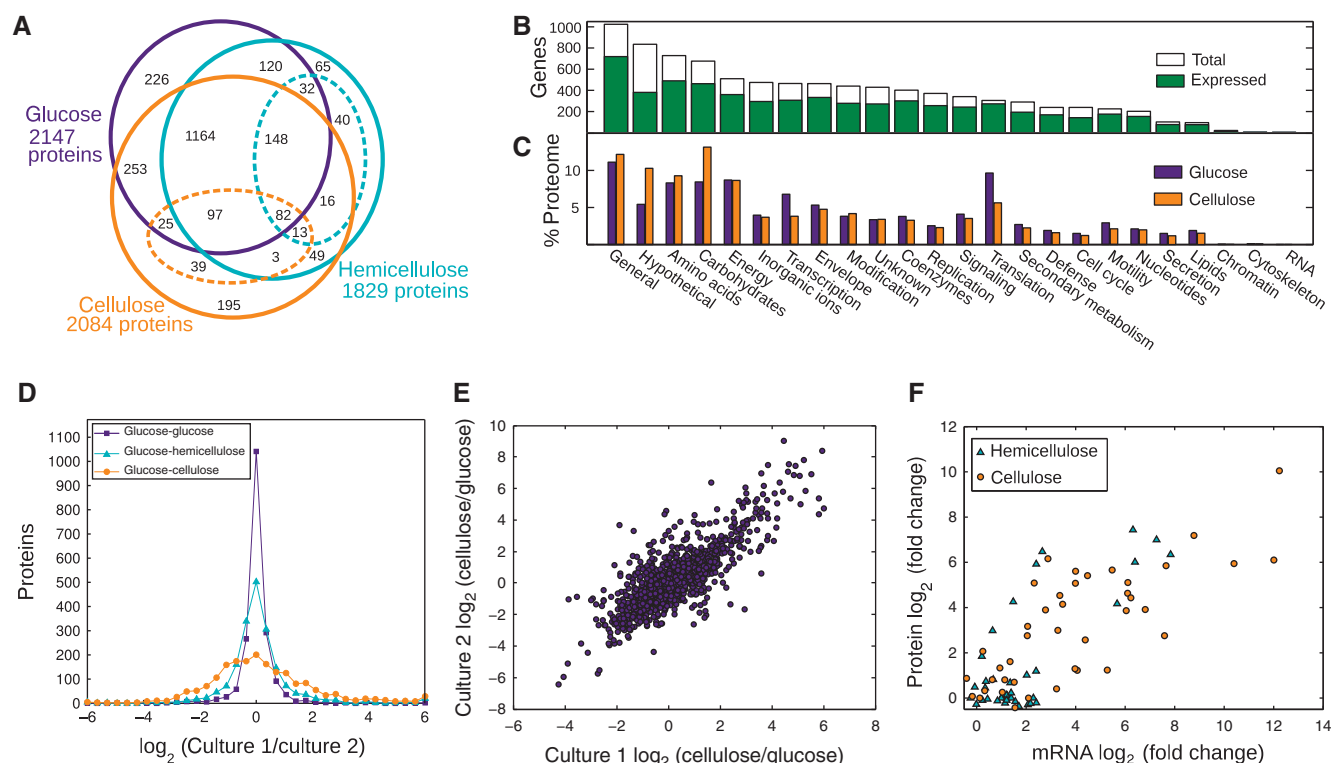 A
226
120
65
32
40
1164
148
253
16
25
97
82
13
39
3
49
195
Glucose
2147
proteins
Hemicellulose
1829 proteins
Cellulose
2084 proteins
B
Genes
1000
800
600
400
200
Total
Expressed
C
% Proteome
10
5
Glucose
Cellulose
General
Hypothetical
Amino acids
Carbohydrates
Energy
Inorganic ions
Transcription
Envelope
Modification
Unknown
Coenzymes
Replication
Signaling
Translation
Secondary metabolism
Defense
Cell cycle
Motility
Nucleotides
Secretion
Lipids
Chromatin
Cytoskeleton
RNA
D
Glucose-glucose
Glucose-hemicellulose
Glucose-cellulose
Proteins
1100
1000
900
800
700
600
500
400
300
200
100
0
−6 −4 −2 0 2 4 6
log2 (Culture 1/culture 2)
E
Culture 2 log2 (cellulose/glucose)
10
8
6
4
2
0
−2
−4
−6
−8
−6 −4 −2 0 2 4 6 8
Culture 1 log2 (cellulose/glucose)
F
Hemicellulose
Cellulose
Protein log2 (fold change)
12
10
8
6
4
2
0
0 2 4 6 8 10 12 14
mRNA log2 (fold change)